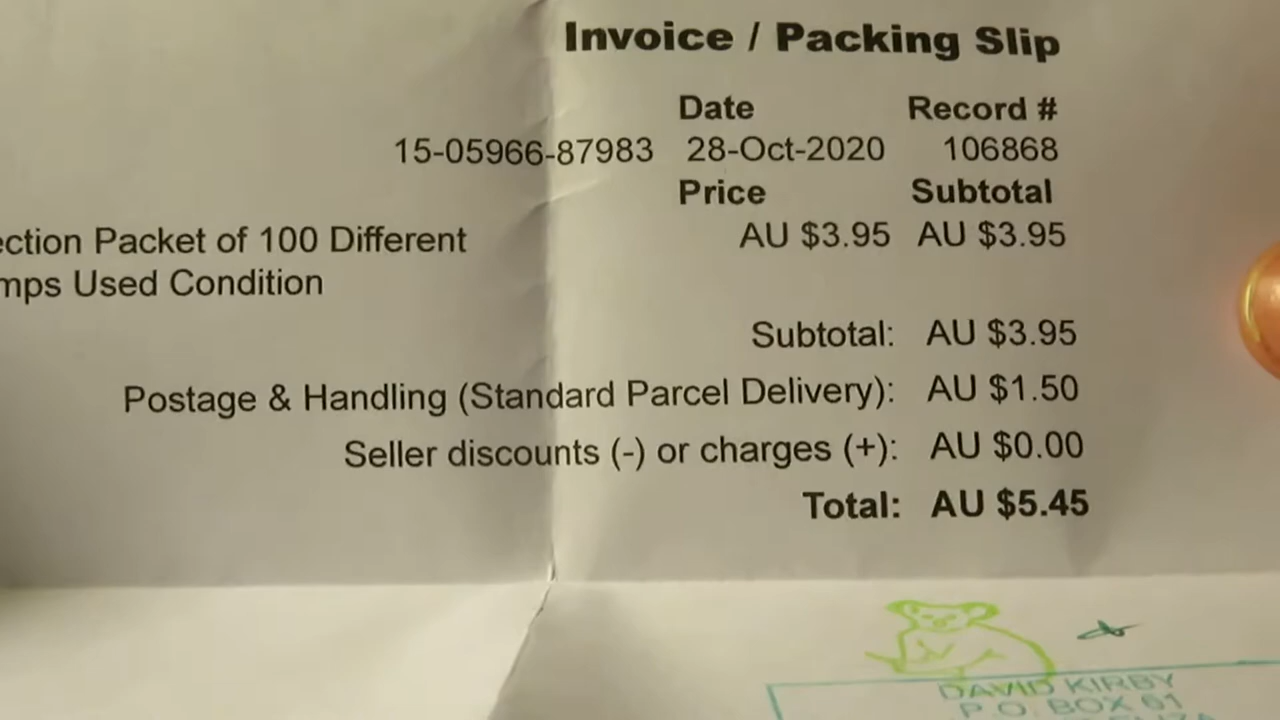 Invoice / Packing Slip
Date Record #
15-05966-87983 28-Oct-2020 106868
Price Subtotal
ection Packet of 100 Different AU $3.95 AU $3.95
mps Used Condition
Subtotal: AU $3.95
Postage & Handling (Standard Parcel Delivery): AU $1.50
Seller discounts (-) or charges (+): AU $0.00
Total: AU $5.45
DAVID KIRBY
P.O. BOX 61